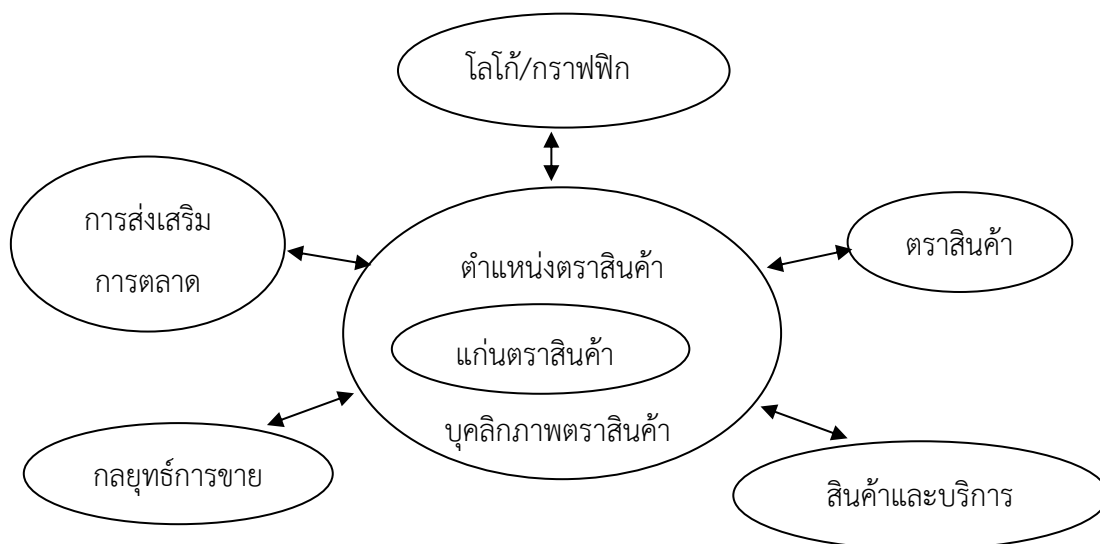 โลโก้/กราฟฟิก
การส่งเสริม
การตลาด
ตราสินค้า
ตำแหน่งตราสินค้า
แก่นตราสินค้า
บุคลิกภาพตราสินค้า
กลยุทธ์การขาย
สินค้าและบริการ